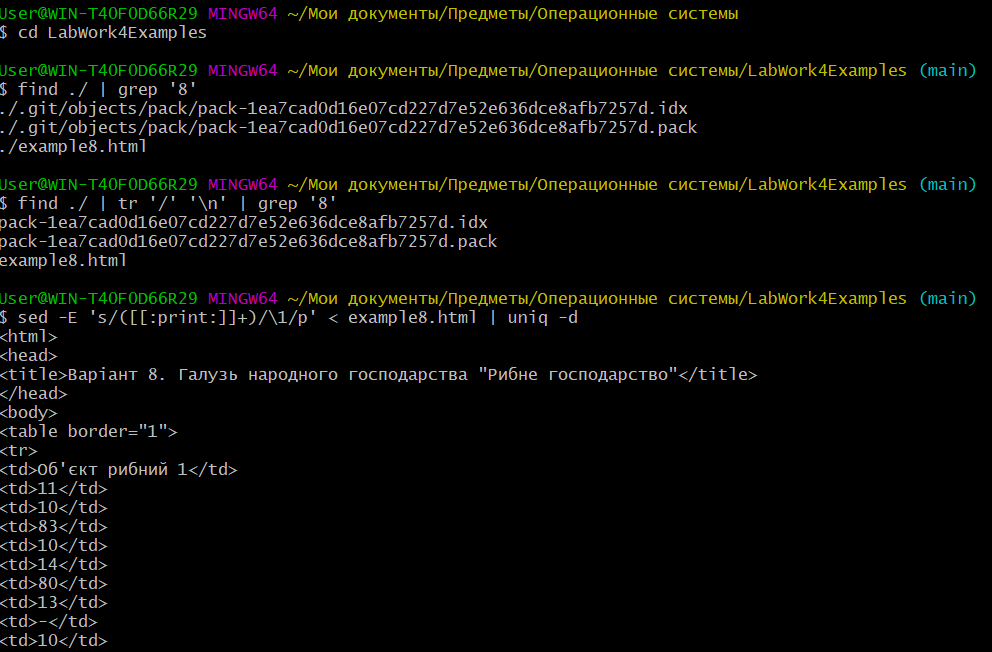 User@WIN-T4OFOD66R29 MINGW64 ~/Мои документы/Предметы/Операционные системы
$ cd LabWork4Examples
User@WIN-T4OFOD66R29 MINGW64 ~/Мои документы/Предметы/Операционные системы/LabWork4Examples (main)
$ find ./ | grep '8'
./.git/objects/pack/pack-1ea7cad0d16e07cd227d7e52e636dce8afb7257d.idx
./.git/objects/pack/pack-1ea7cad0d16e07cd227d7e52e636dce8afb7257d.pack
./example8.html
User@WIN-T4OFOD66R29 MINGW64 ~/Мои документы/Предметы/Операционные системы/LabWork4Examples (main)
$ find ./ | tr '/' '\n' | grep '8'
pack-1ea7cad0d16e07cd227d7e52e636dce8afb7257d.idx
pack-1ea7cad0d16e07cd227d7e52e636dce8afb7257d.pack
example8.html
User@WIN-T4OFOD66R29 MINGW64 ~/Мои документы/Предметы/Операционные системы/LabWork4Examples (main)
$ sed -E 's/([[:print:]]+)/\1/p' < example8.html | uniq -d
<html>
<head>
<title>Варіант 8. Галузь народного господарства "Рибне господарство"</title>
</head>
<body>
<table border="1">
<tr>
<td>Об'єкт рибний 1</td>
<td>11</td>
<td>10</td>
<td>83</td>
<td>10</td>
<td>14</td>
<td>80</td>
<td>13</td>
<td>-</td>
<td>10</td>